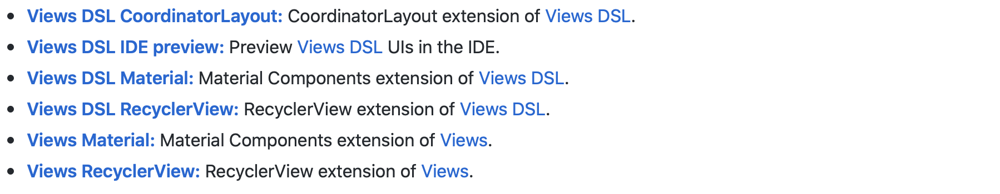 • Views DSL CoordinatorLayout: CoordinatorLayout extension of Views DSL.
• Views DSL IDE preview: Preview Views DSL UIs in the IDE.
• Views DSL Material: Material Components extension of Views DSL.
• Views DSL RecyclerView: RecyclerView extension of Views DSL.
• Views Material: Material Components extension of Views.
• Views RecyclerView: RecyclerView extension of Views.